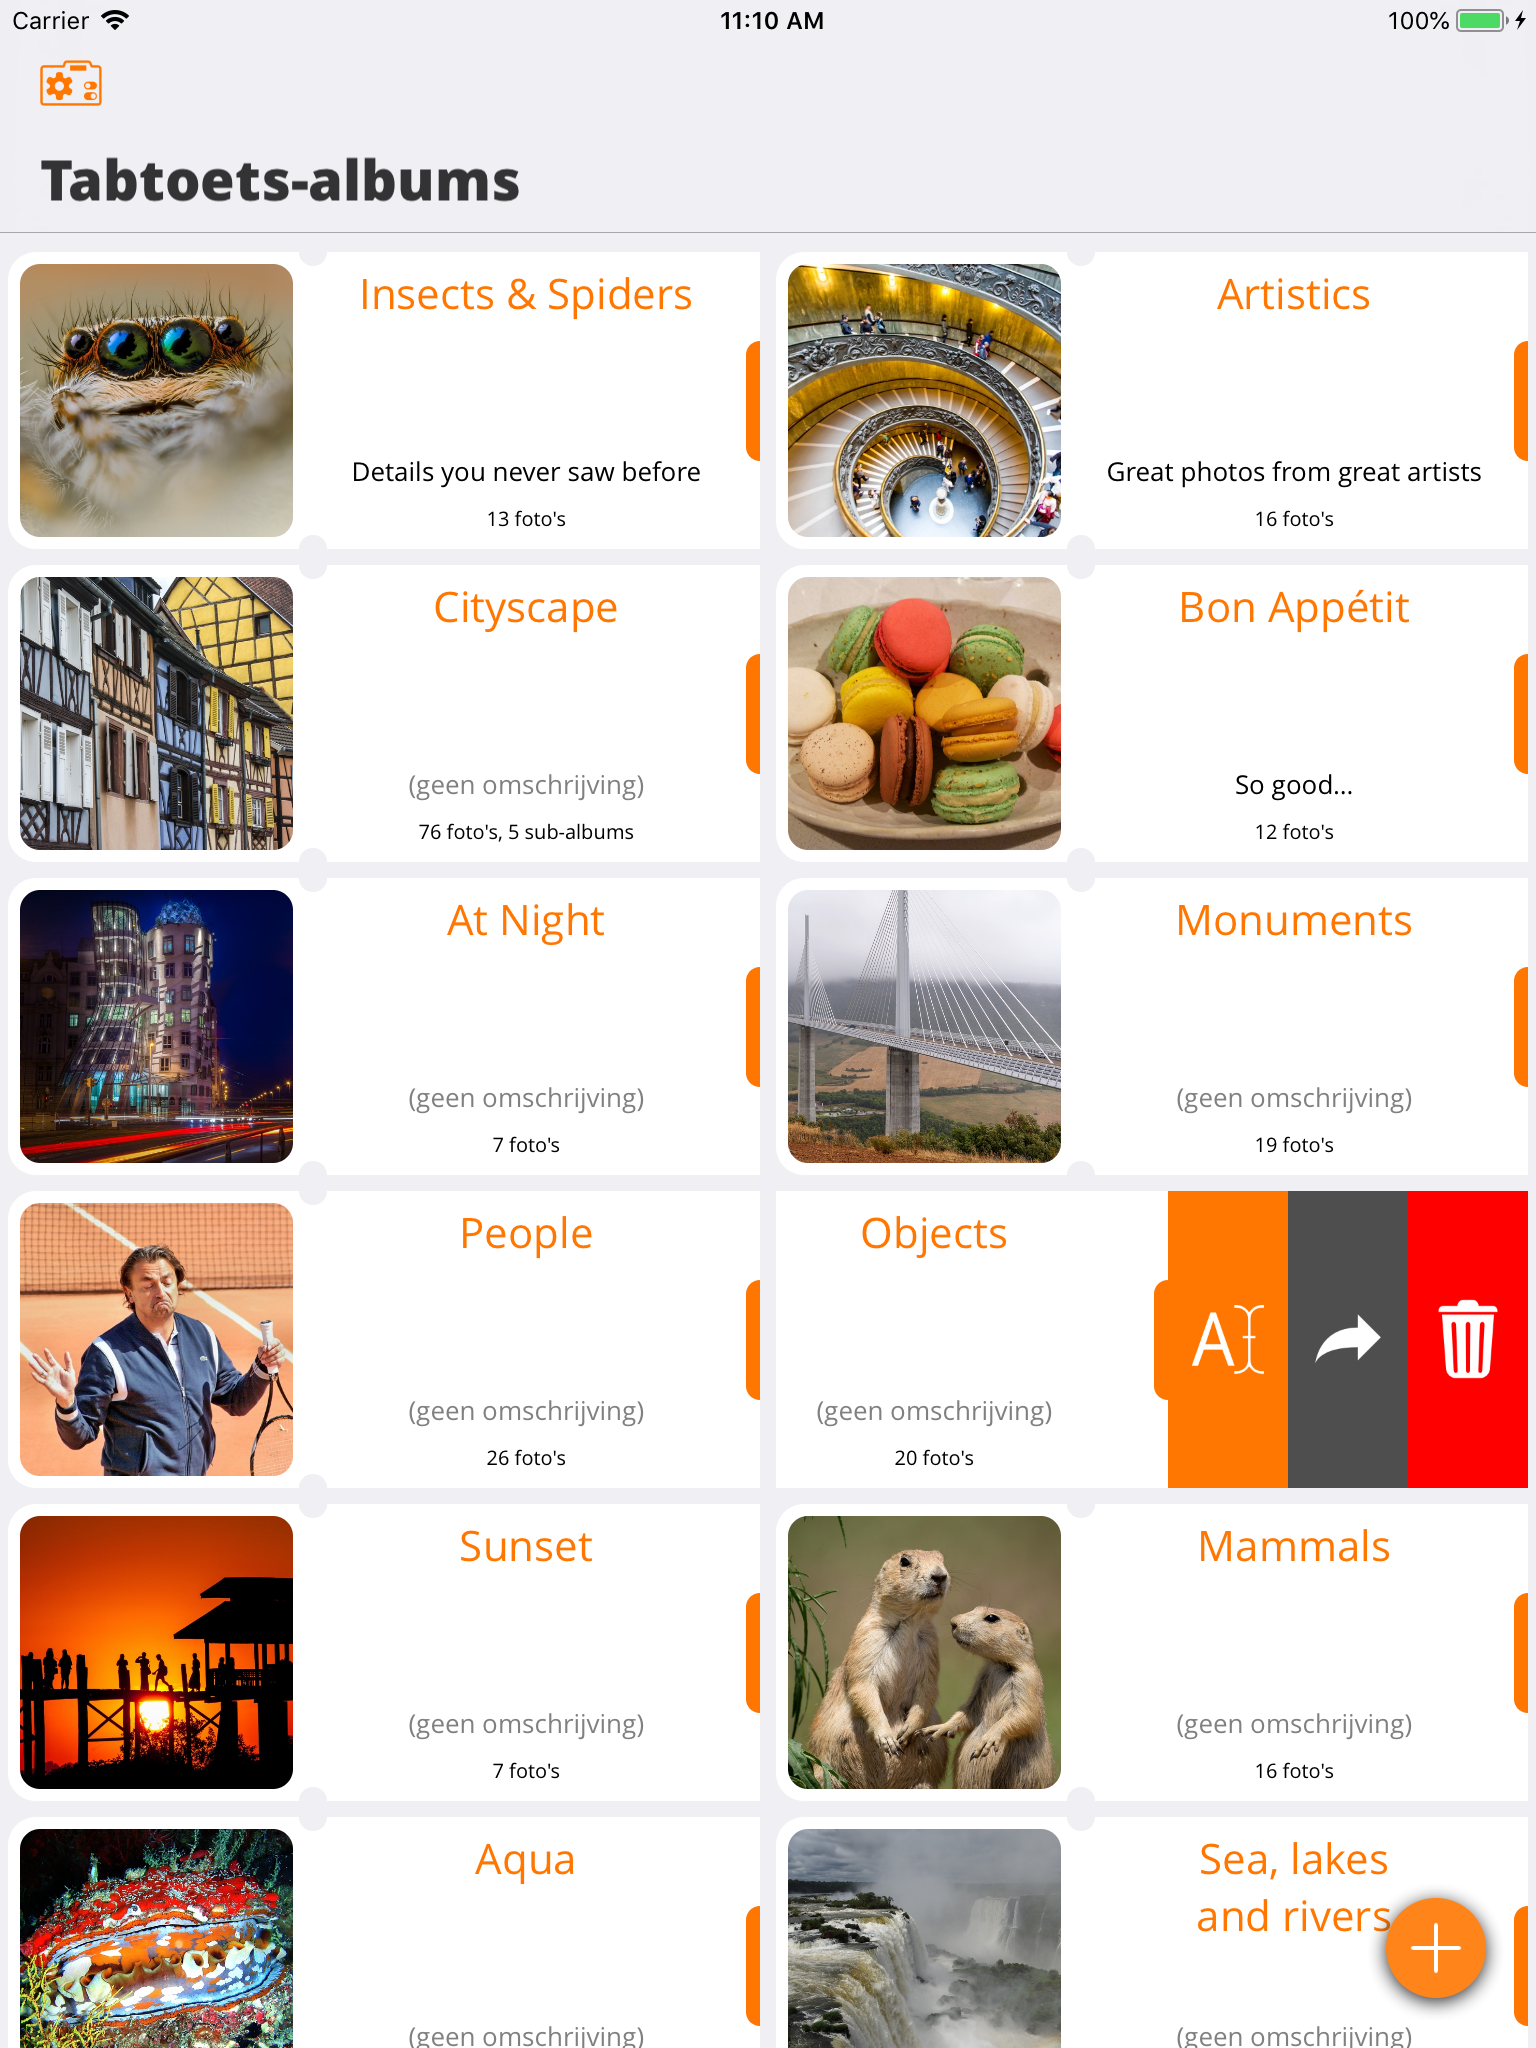 Carrier
11:10 AM
100%
Tabtoets-albums
Insects & Spiders
Details you never saw before
13 foto's
Artistics
Great photos from great artists
16 foto's
Cityscape
(geen omschrijving)
76 foto's, 5 sub-albums
Bon Appétit
So good...
12 foto's
At Night
(geen omschrijving)
7 foto's
Monuments
(geen omschrijving)
19 foto's
People
(geen omschrijving)
26 foto's
Objects
(geen omschrijving)
20 foto's
A
Sunset
(geen omschrijving)
7 foto's
Mammals
(geen omschrijving)
16 foto's
Aqua
(geen omschrijving)
Sea, lakes
and rivers
(geen omschrijving)